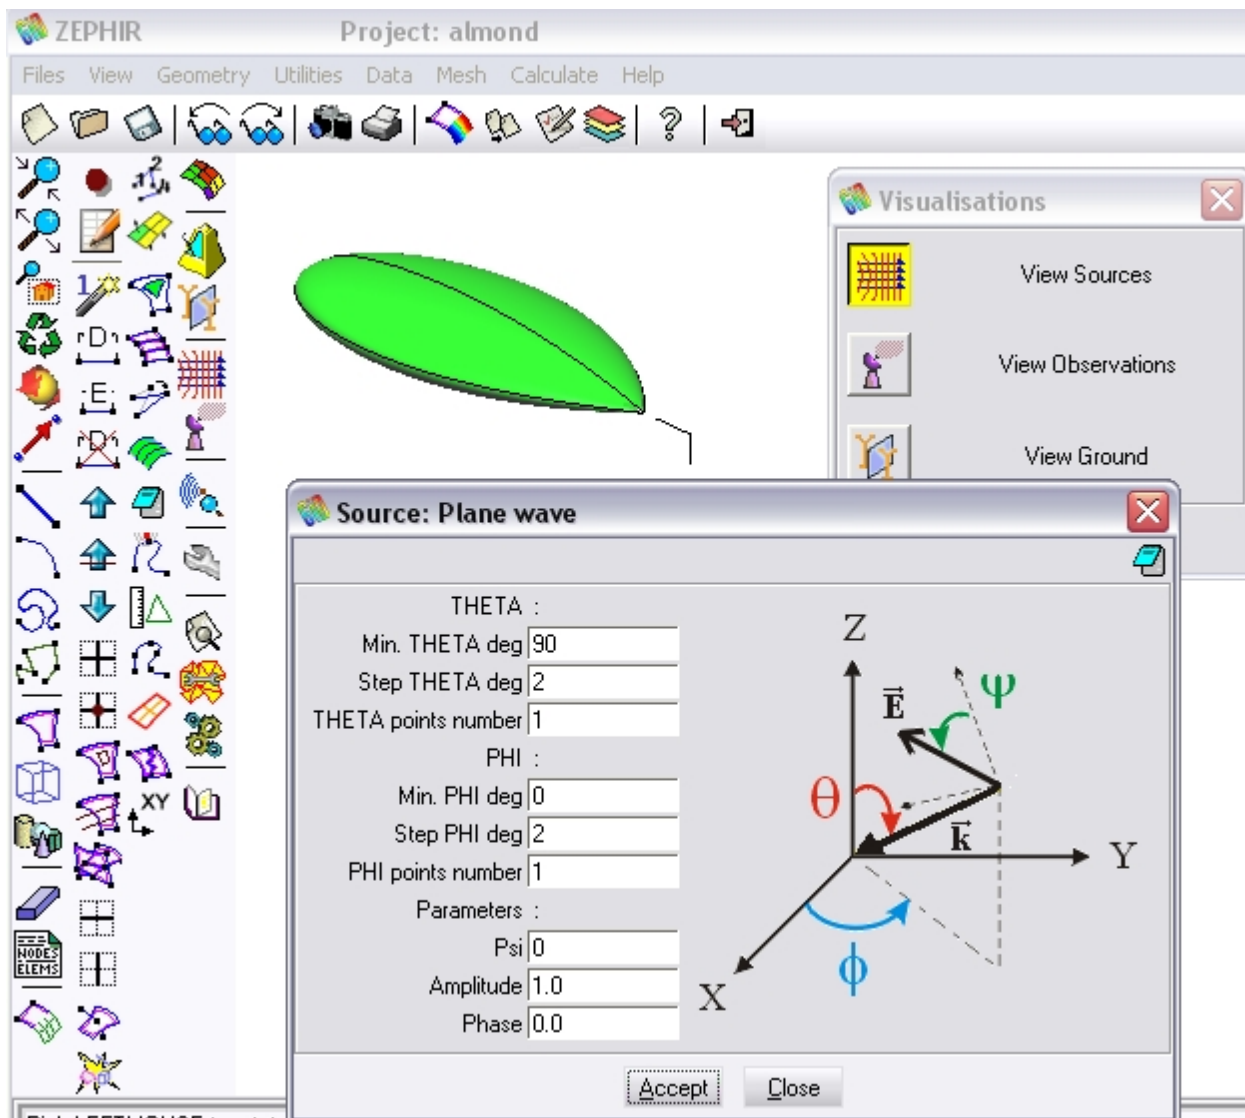 ZEPHIR Project: almond
Files View Geometry Utilities Data Mesh Calculate Help
Visualisations
View Sources
View Observations
View Ground
Source: Plane wave
THETA :
Min. THETA deg 90
Step THETA deg 2
THETA points number 1
PHI :
Min. PHI deg 0
Step PHI deg 2
PHI points number 1
Parameters :
Psi 0
Amplitude 1.0
Phase 0.0
Z
ψ
E
θ
k
Y
ϕ
X
Accept Close
1
2
D
E
D
XY
NODES
ELEMS